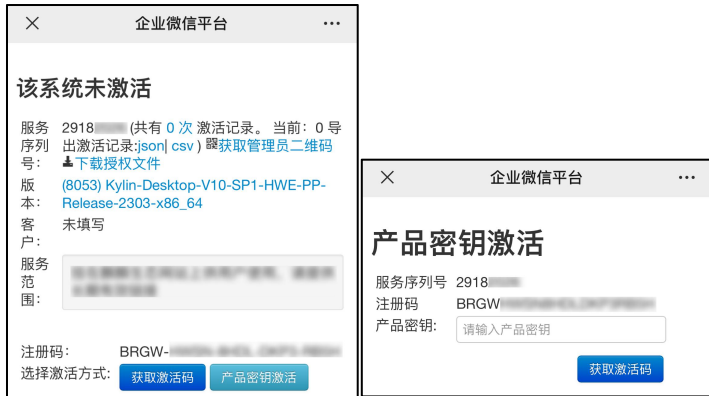 企业微信平台
该系统未激活
服务序列号: 2918 (共有 0 次 激活记录。 当前: 0 导
出激活记录:json| csv ) 获取管理员二维码
下载授权文件
版本: (8053) Kylin-Desktop-V10-SP1-HWE-PP-
Release-2303-x86_64
客户: 未填写
服务范围:
注册码: BRGW-
选择激活方式: 获取激活码 产品密钥激活
企业微信平台
产品密钥激活
服务序列号 2918
注册码 BRGW
产品密钥: 请输入产品密钥
获取激活码